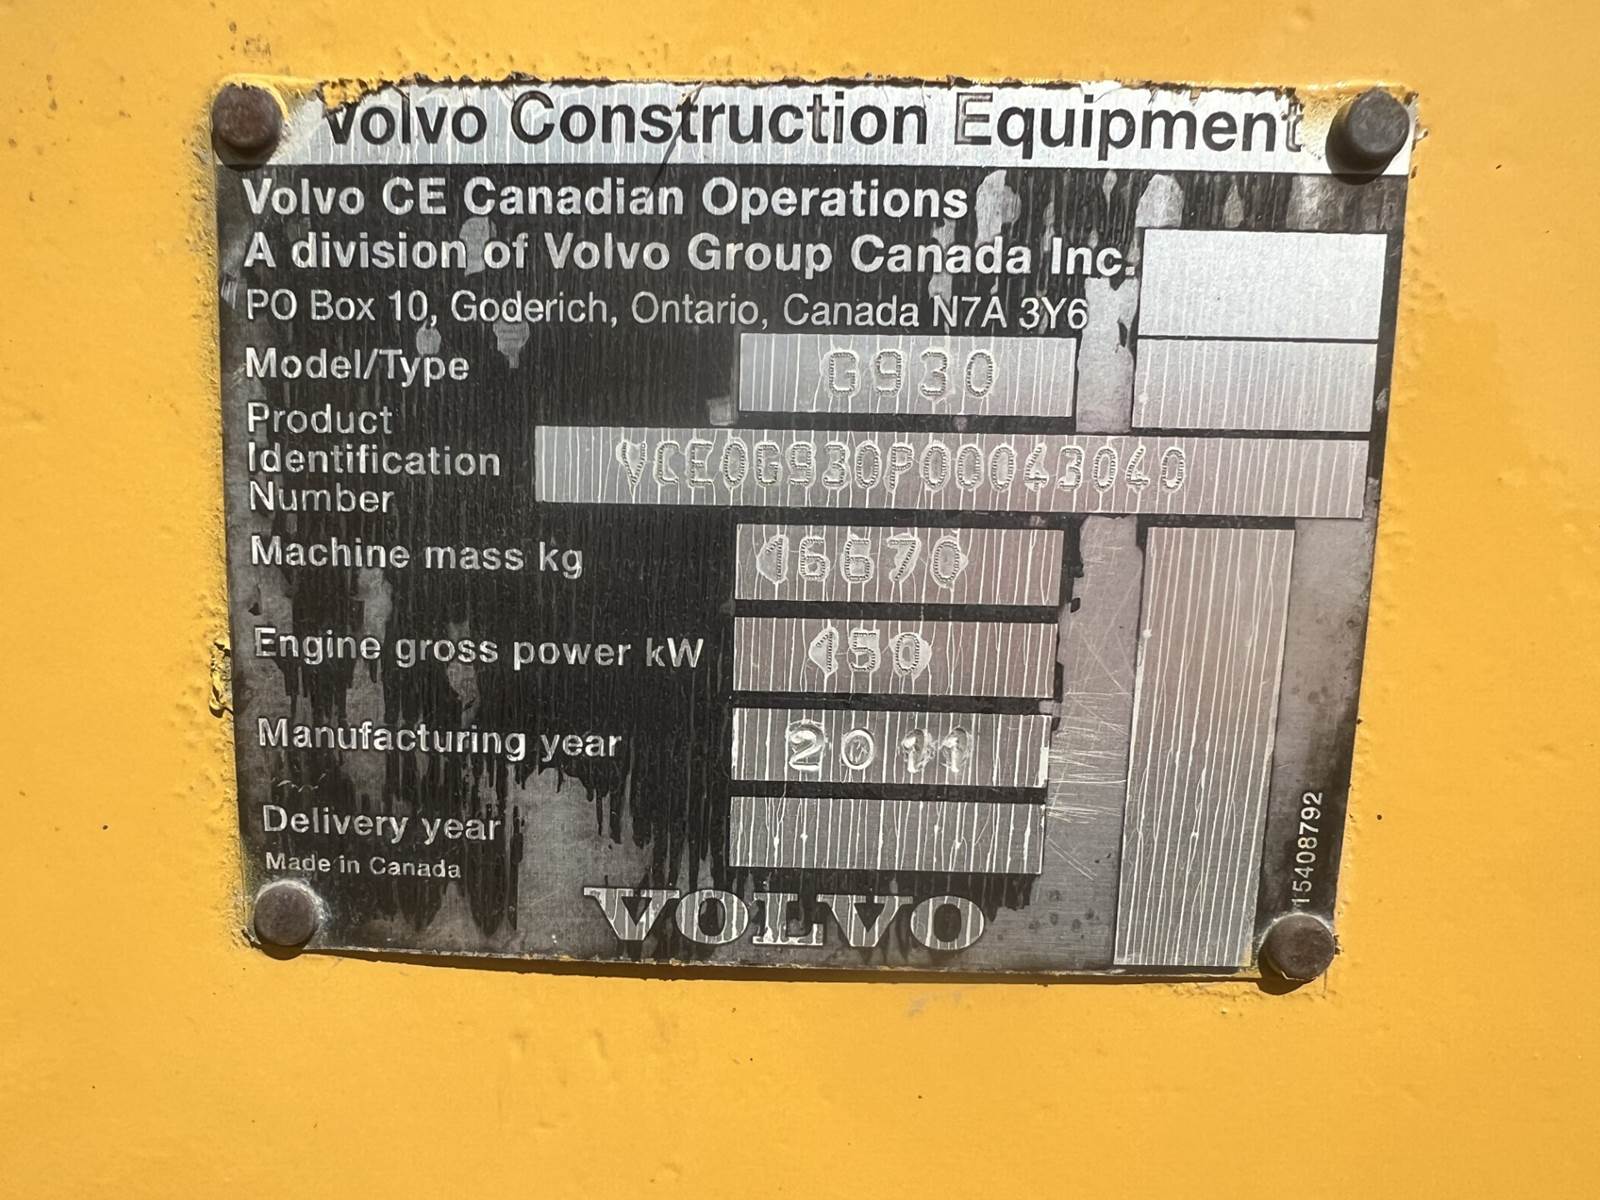 Volvo Construction Equipment
Volvo CE Canadian Operations
A division of Volvo Group Canada Inc.
PO Box 10, Goderich, Ontario, Canada N7A 3Y6
Model/Type G930
Product
Identification VCE0G930P00043040
Number
Machine mass kg 16670
Engine gross power kW 150
Manufacturing year 2011
Delivery year
Made in Canada
VOLVO
15408792